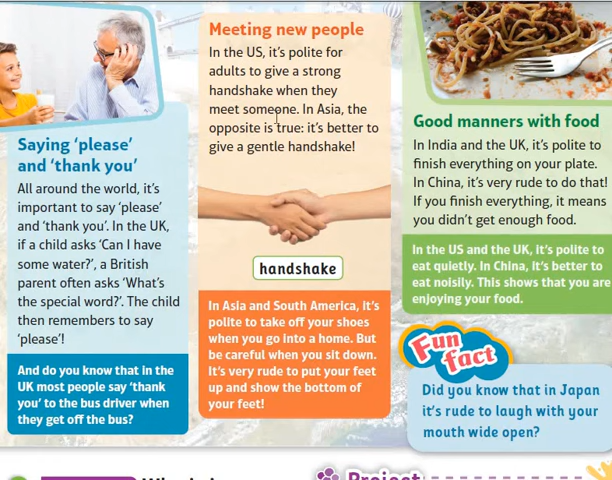 Saying 'please'
and 'thank you'
All around the world, it's
important to say 'please'
and 'thank you'. In the UK,
if a child asks 'Can I have
some water?', a British
parent often asks 'What's
the special word?'. The child
then remembers to say
'please'!
And do you know that in the
UK most people say 'thank
you' to the bus driver when
they get off the bus?
Meeting new people
In the US, it's polite for
adults to give a strong
handshake when they
meet someone. In Asia, the
opposite is true: it's better to
give a gentle handshake!
handshake
In Asia and South America, it's
polite to take off your shoes
when you go into a home. But
be careful when you sit down.
It's very rude to put your feet
up and show the bottom of
your feet!
Good manners with food
In India and the UK, it's polite to
finish everything on your plate.
In China, it's very rude to do that!
If you finish everything, it means
you didn't get enough food.
In the US and the UK, it's polite to
eat quietly. In China, it's better to
eat noisily. This shows that you are
enjoying your food.
Fun
fact
Did you know that in Japan
it's rude to laugh with your
mouth wide open?
Project